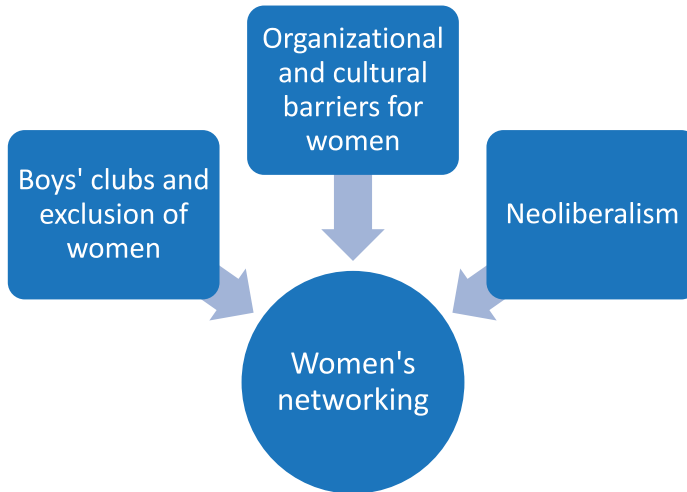 Organizational
and cultural
barriers for
women
Boys' clubs and
exclusion of
women
Neoliberalism
Women's
networking